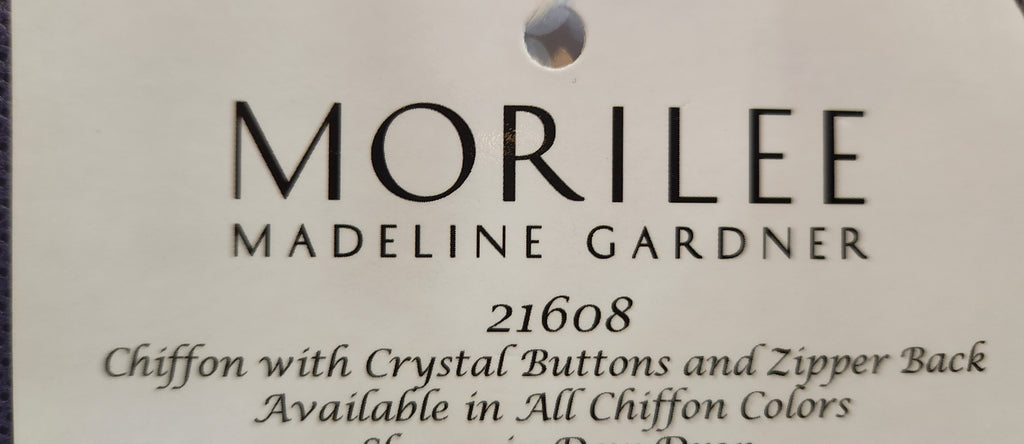 MORILEE
MADELINE GARDNER
21608
Chiffon with Crystal Buttons and Zipper Back
Available in All Chiffon Colors